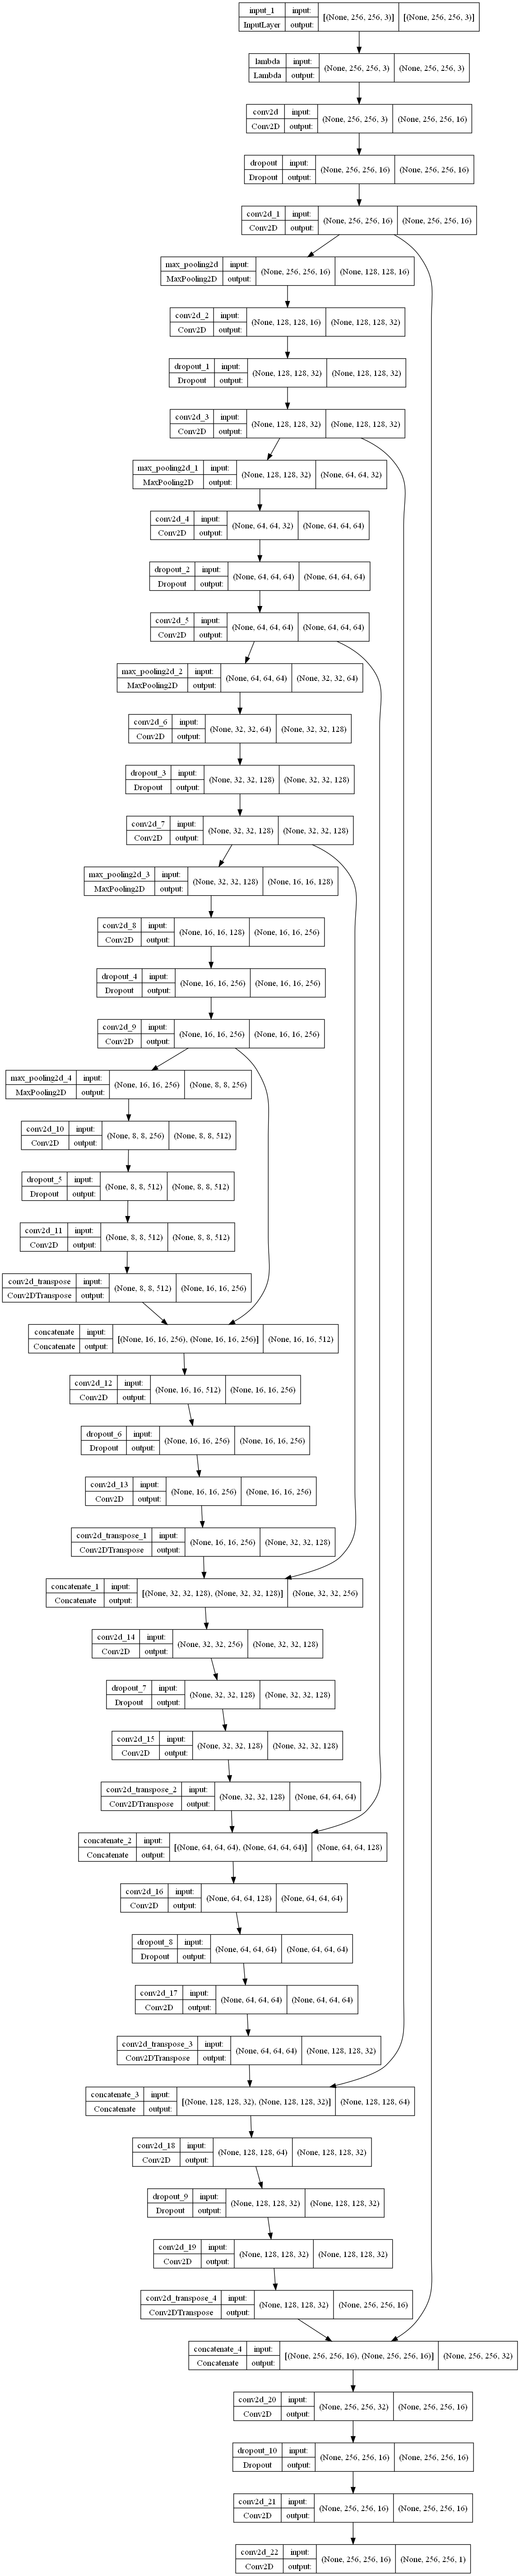 input_1 input: [(None, 256, 256, 3)] [(None, 256, 256, 3)]
InputLayer output:
lambda input: (None, 256, 256, 3) (None, 256, 256, 3)
Lambda output:
conv2d input: (None, 256, 256, 3) (None, 256, 256, 16)
Conv2D output:
dropout input: (None, 256, 256, 16) (None, 256, 256, 16)
Dropout output:
conv2d_1 input: (None, 256, 256, 16) (None, 256, 256, 16)
Conv2D output:
max_pooling2d input: (None, 256, 256, 16) (None, 128, 128, 16)
MaxPooling2D output:
conv2d_2 input: (None, 128, 128, 16) (None, 128, 128, 32)
Conv2D output:
dropout_1 input: (None, 128, 128, 32) (None, 128, 128, 32)
Dropout output:
conv2d_3 input: (None, 128, 128, 32) (None, 128, 128, 32)
Conv2D output:
max_pooling2d_1 input: (None, 128, 128, 32) (None, 64, 64, 32)
MaxPooling2D output:
conv2d_4 input: (None, 64, 64, 32) (None, 64, 64, 64)
Conv2D output:
dropout_2 input: (None, 64, 64, 64) (None, 64, 64, 64)
Dropout output:
conv2d_5 input: (None, 64, 64, 64) (None, 64, 64, 64)
Conv2D output:
max_pooling2d_2 input: (None, 64, 64, 64) (None, 32, 32, 64)
MaxPooling2D output:
conv2d_6 input: (None, 32, 32, 64) (None, 32, 32, 128)
Conv2D output:
dropout_3 input: (None, 32, 32, 128) (None, 32, 32, 128)
Dropout output:
conv2d_7 input: (None, 32, 32, 128) (None, 32, 32, 128)
Conv2D output:
max_pooling2d_3 input: (None, 32, 32, 128) (None, 16, 16, 128)
MaxPooling2D output:
conv2d_8 input: (None, 16, 16, 128) (None, 16, 16, 256)
Conv2D output:
dropout_4 input: (None, 16, 16, 256) (None, 16, 16, 256)
Dropout output:
conv2d_9 input: (None, 16, 16, 256) (None, 16, 16, 256)
Conv2D output:
max_pooling2d_4 input: (None, 16, 16, 256) (None, 8, 8, 256)
MaxPooling2D output:
conv2d_10 input: (None, 8, 8, 256) (None, 8, 8, 512)
Conv2D output:
dropout_5 input: (None, 8, 8, 512) (None, 8, 8, 512)
Dropout output:
conv2d_11 input: (None, 8, 8, 512) (None, 8, 8, 512)
Conv2D output:
conv2d_transpose input: (None, 8, 8, 512) (None, 16, 16, 256)
Conv2DTranspose output:
concatenate input: [(None, 16, 16, 256), (None, 16, 16, 256)] (None, 16, 16, 512)
Concatenate output:
conv2d_12 input: (None, 16, 16, 512) (None, 16, 16, 256)
Conv2D output:
dropout_6 input: (None, 16, 16, 256) (None, 16, 16, 256)
Dropout output:
conv2d_13 input: (None, 16, 16, 256) (None, 16, 16, 256)
Conv2D output:
conv2d_transpose_1 input: (None, 16, 16, 256) (None, 32, 32, 128)
Conv2DTranspose output:
concatenate_1 input: [(None, 32, 32, 128), (None, 32, 32, 128)] (None, 32, 32, 256)
Concatenate output:
conv2d_14 input: (None, 32, 32, 256) (None, 32, 32, 128)
Conv2D output:
dropout_7 input: (None, 32, 32, 128) (None, 32, 32, 128)
Dropout output:
conv2d_15 input: (None, 32, 32, 128) (None, 32, 32, 128)
Conv2D output:
conv2d_transpose_2 input: (None, 32, 32, 128) (None, 64, 64, 64)
Conv2DTranspose output:
concatenate_2 input: [(None, 64, 64, 64), (None, 64, 64, 64)] (None, 64, 64, 128)
Concatenate output:
conv2d_16 input: (None, 64, 64, 128) (None, 64, 64, 64)
Conv2D output:
dropout_8 input: (None, 64, 64, 64) (None, 64, 64, 64)
Dropout output:
conv2d_17 input: (None, 64, 64, 64) (None, 64, 64, 64)
Conv2D output:
conv2d_transpose_3 input: (None, 64, 64, 64) (None, 128, 128, 32)
Conv2DTranspose output:
concatenate_3 input: [(None, 128, 128, 32), (None, 128, 128, 32)] (None, 128, 128, 64)
Concatenate output:
conv2d_18 input: (None, 128, 128, 64) (None, 128, 128, 32)
Conv2D output:
dropout_9 input: (None, 128, 128, 32) (None, 128, 128, 32)
Dropout output:
conv2d_19 input: (None, 128, 128, 32) (None, 128, 128, 32)
Conv2D output:
conv2d_transpose_4 input: (None, 128, 128, 32) (None, 256, 256, 16)
Conv2DTranspose output:
concatenate_4 input: [(None, 256, 256, 16), (None, 256, 256, 16)] (None, 256, 256, 32)
Concatenate output:
conv2d_20 input: (None, 256, 256, 32) (None, 256, 256, 16)
Conv2D output:
dropout_10 input: (None, 256, 256, 16) (None, 256, 256, 16)
Dropout output:
conv2d_21 input: (None, 256, 256, 16) (None, 256, 256, 16)
Conv2D output:
conv2d_22 input: (None, 256, 256, 16) (None, 256, 256, 1)
Conv2D output: